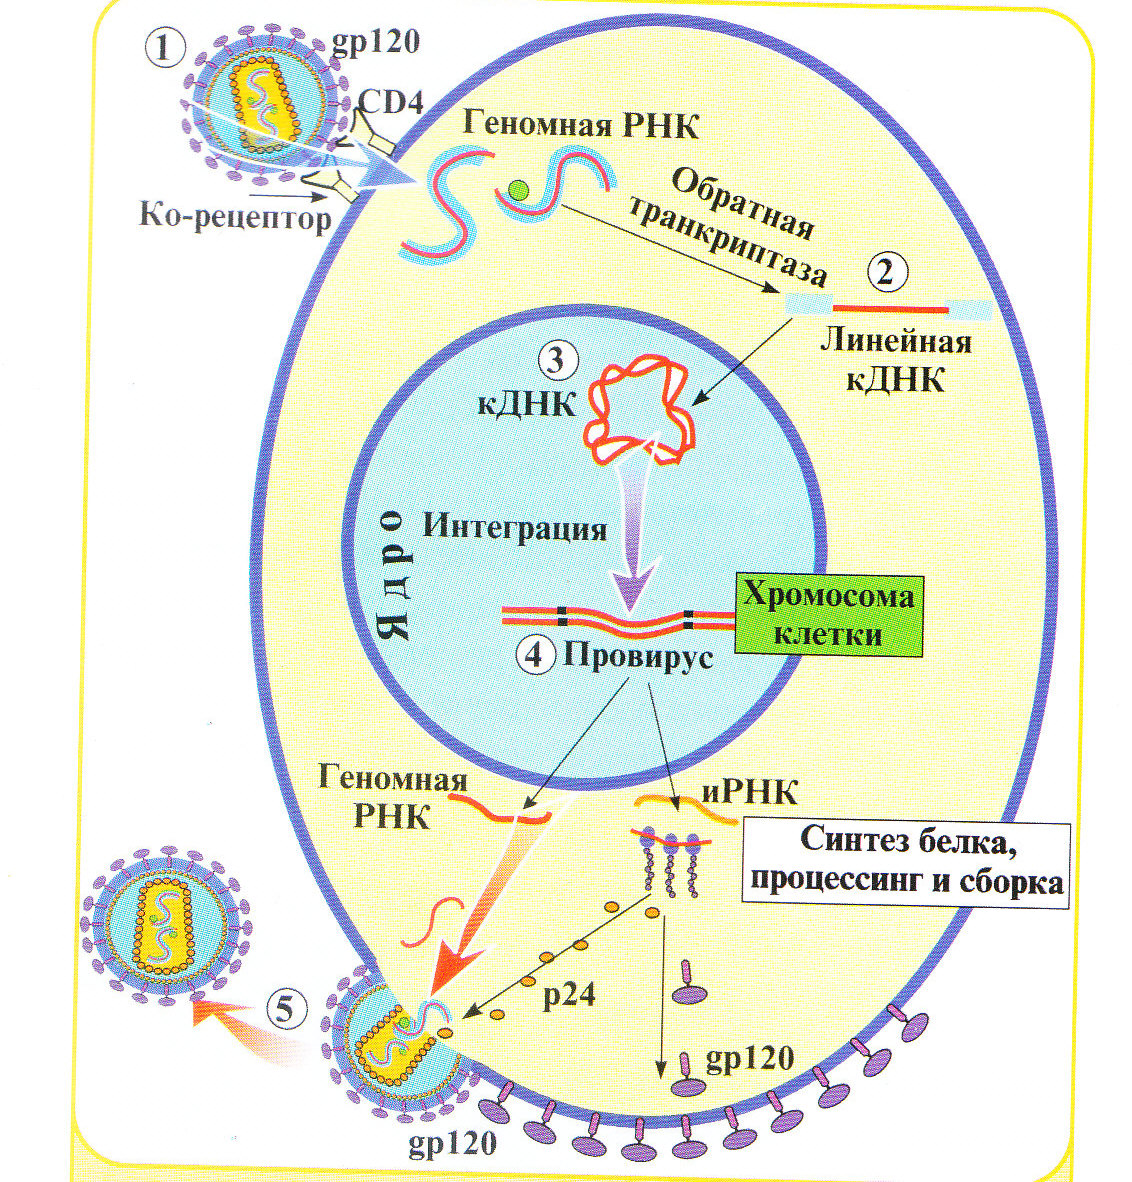 1
gp120
CD4
Ко-рецептор
Геномная РНК
Обратная
транкриптаза
2
Линейная
кДНК
3
кДНК
Ядро
Интеграция
Хромосома
клетки
4 Провирус
Геномная
РНК
иРНК
Синтез белка,
процессинг и сборка
p24
gp120
5
gp120